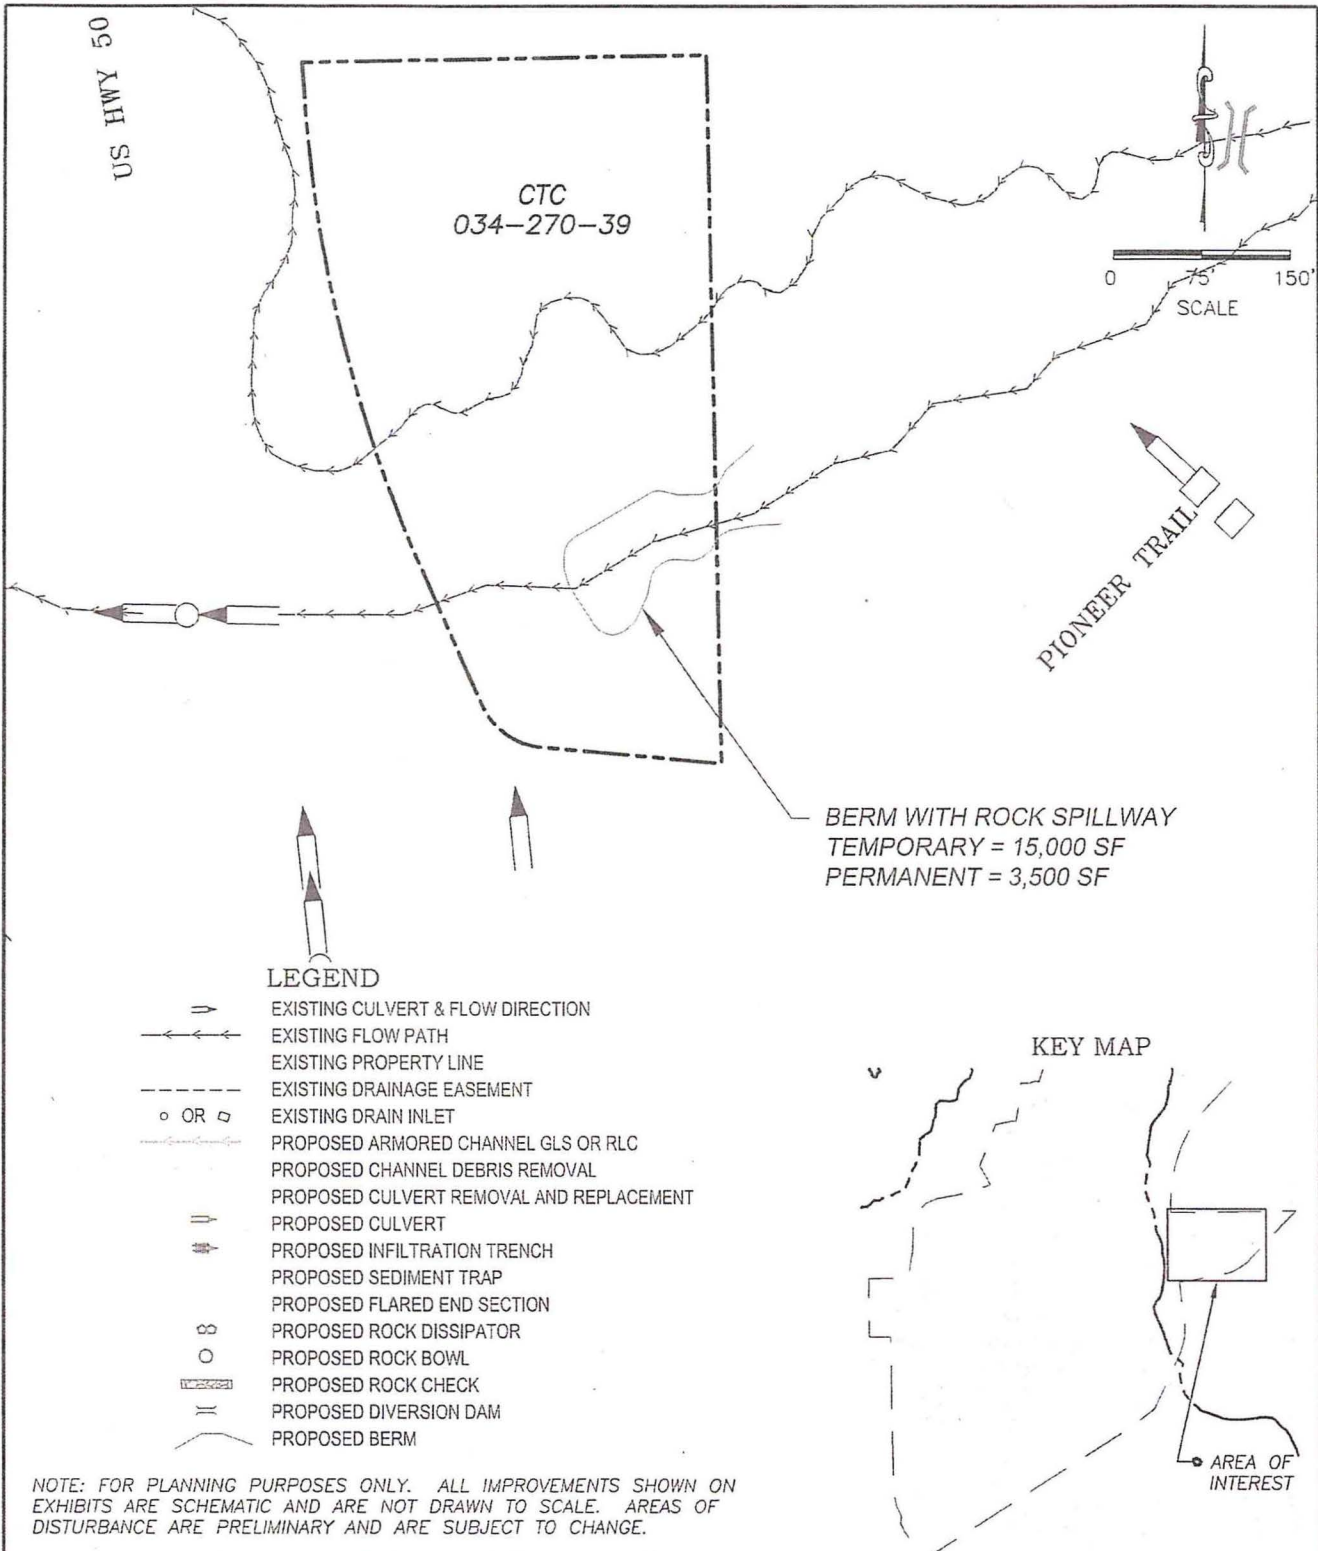 US HWY 50
CTC
034-270-39
0 75' 150'
SCALE
PIONEER TRAIL
BERM WITH ROCK SPILLWAY
TEMPORARY = 15,000 SF
PERMANENT = 3,500 SF
LEGEND
EXISTING CULVERT & FLOW DIRECTION
EXISTING FLOW PATH
EXISTING PROPERTY LINE
EXISTING DRAINAGE EASEMENT
OR EXISTING DRAIN INLET
PROPOSED ARMORED CHANNEL GLS OR RLC
PROPOSED CHANNEL DEBRIS REMOVAL
PROPOSED CULVERT REMOVAL AND REPLACEMENT
PROPOSED CULVERT
PROPOSED INFILTRATION TRENCH
PROPOSED SEDIMENT TRAP
PROPOSED FLARED END SECTION
PROPOSED ROCK DISSIPATOR
PROPOSED ROCK BOWL
PROPOSED ROCK CHECK
PROPOSED DIVERSION DAM
PROPOSED BERM
KEY MAP
AREA OF
INTEREST
NOTE: FOR PLANNING PURPOSES ONLY. ALL IMPROVEMENTS SHOWN ON
EXHIBITS ARE SCHEMATIC AND ARE NOT DRAWN TO SCALE. AREAS OF
DISTURBANCE ARE PRELIMINARY AND ARE SUBJECT TO CHANGE.